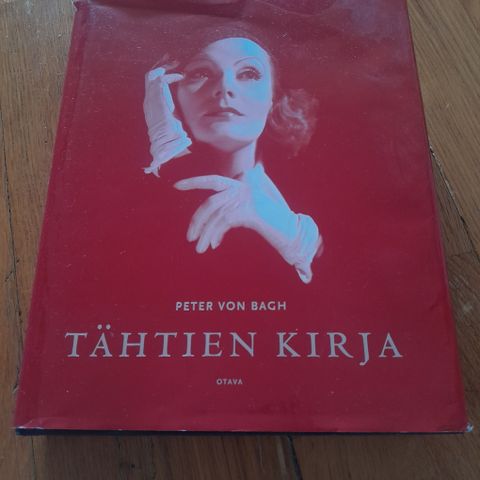 PETER VON BAGH
TÄHTIEN KIRJA
OTAVA